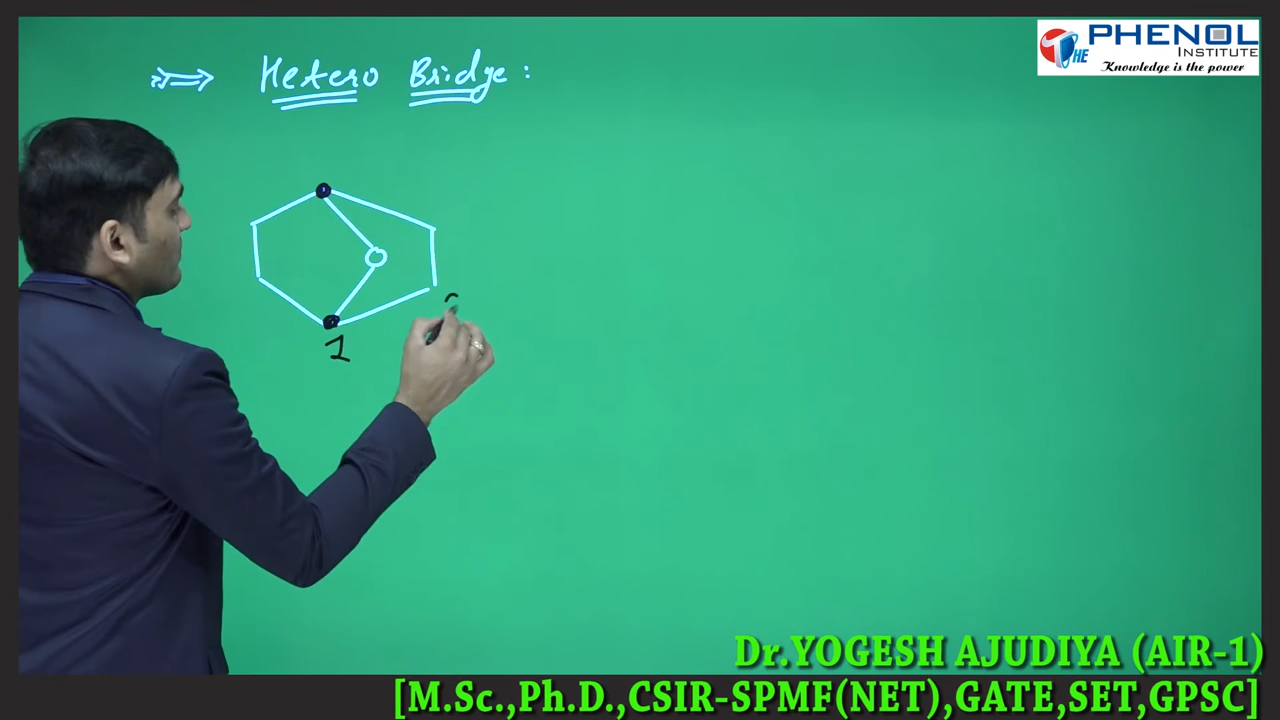 Hetero Bridge:
THE PHENOL
INSTITUTE
Knowledge is the power
1
Dr.YOGESH AJUDIYA (AIR-1)
[M.Sc.,Ph.D.,CSIR-SPMF(NET),GATE,SET,GPSC]